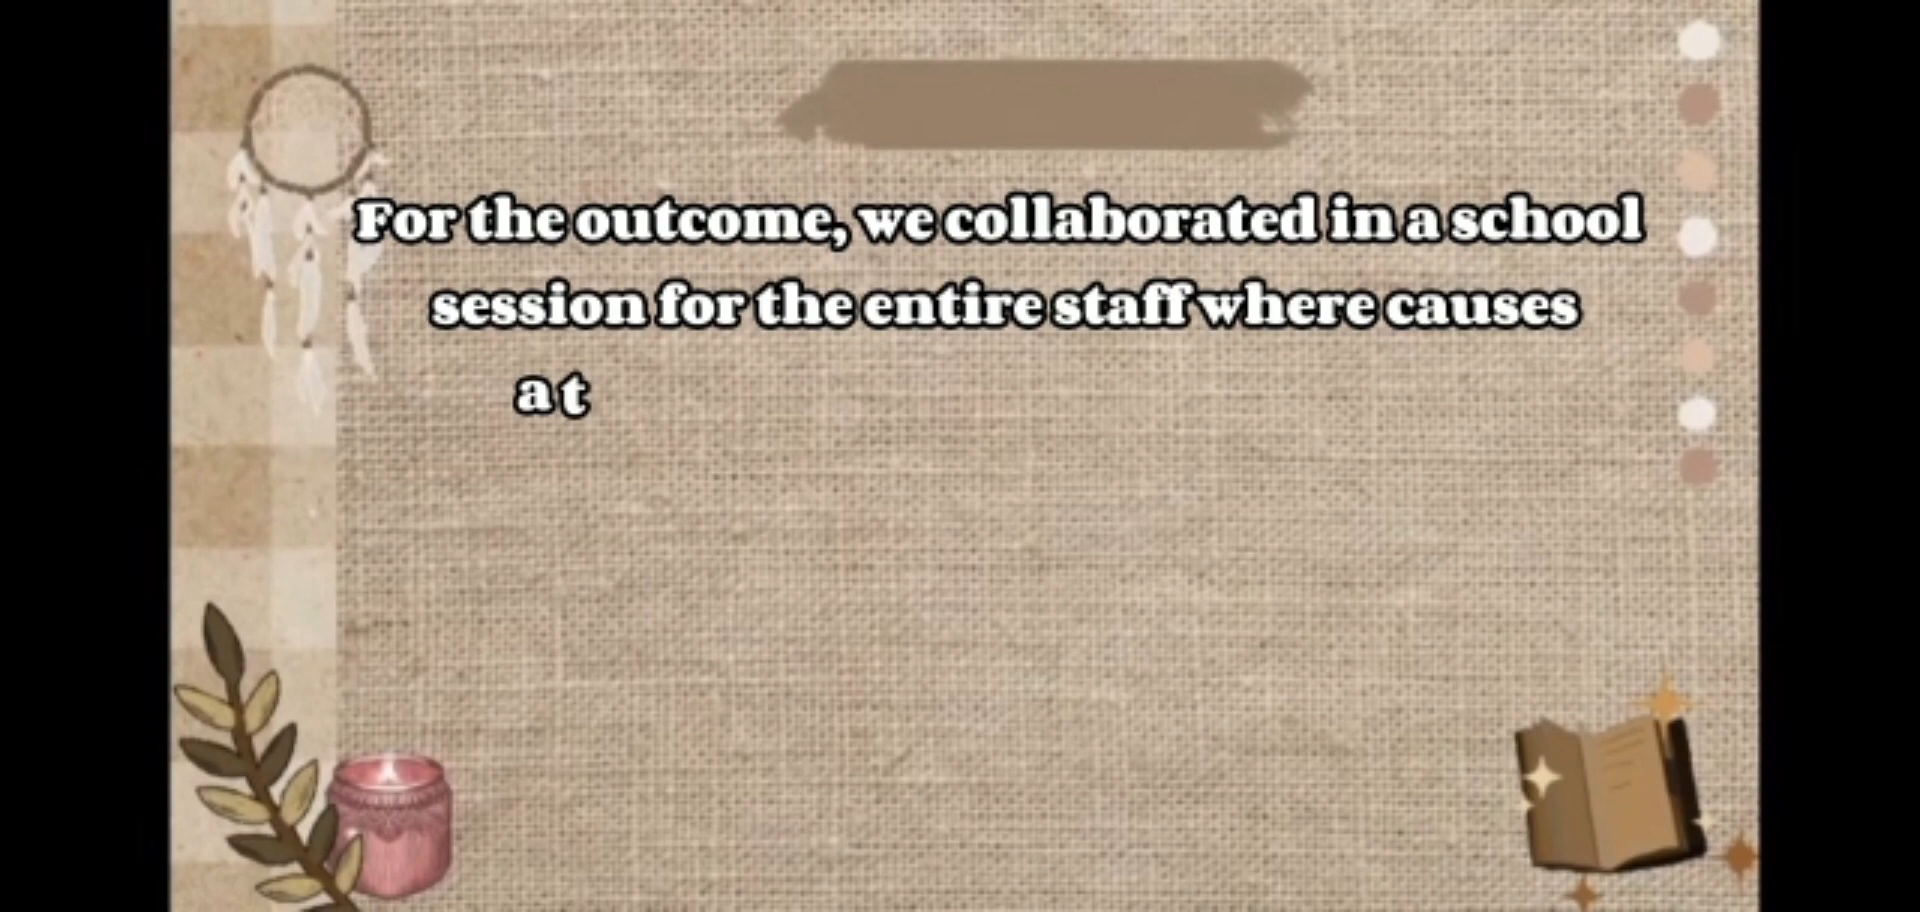 For the outcome, we collaborated in a school
session for the entire staff where causes
a t